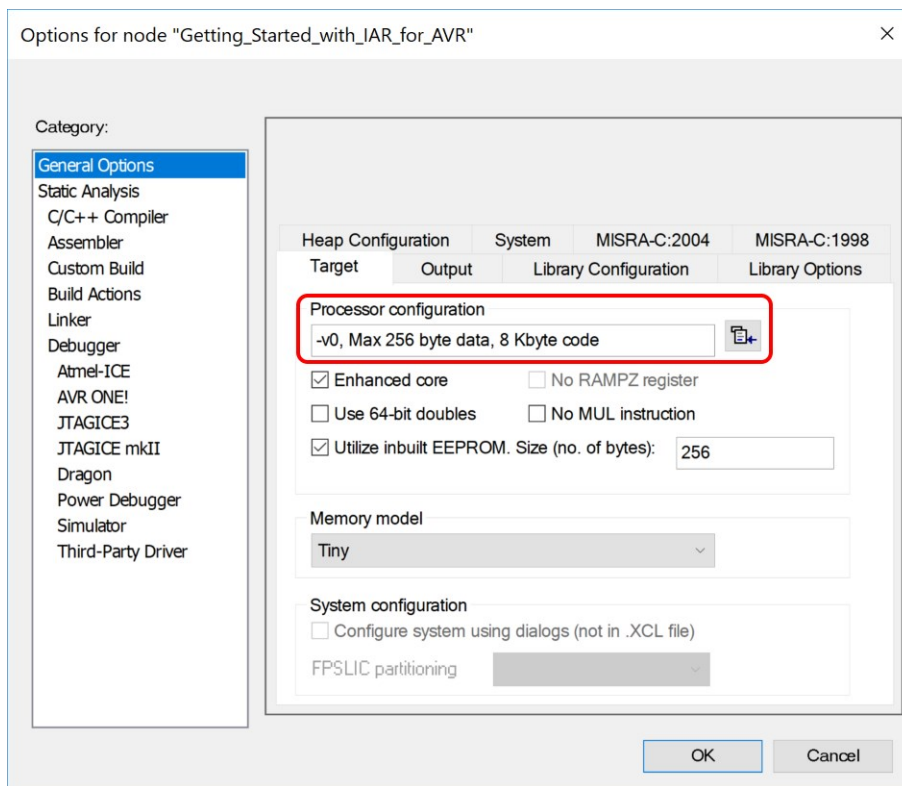 Options for node "Getting_Started_with_IAR_for_AVR"
Category:
General Options
Static Analysis
C/C++ Compiler
Assembler
Custom Build
Build Actions
Linker
Debugger
Atmel-ICE
AVR ONE!
JTAGICE3
JTAGICE mkII
Dragon
Power Debugger
Simulator
Third-Party Driver
Heap Configuration System MISRA-C:2004 MISRA-C:1998
Target Output Library Configuration Library Options
Processor configuration
-v0, Max 256 byte data, 8 Kbyte code
Enhanced core No RAMPZ register
Use 64-bit doubles No MUL instruction
Utilize inbuilt EEPROM. Size (no. of bytes): 256
Memory model
Tiny
System configuration
Configure system using dialogs (not in .XCL file)
FPSLIC partitioning
OK Cancel